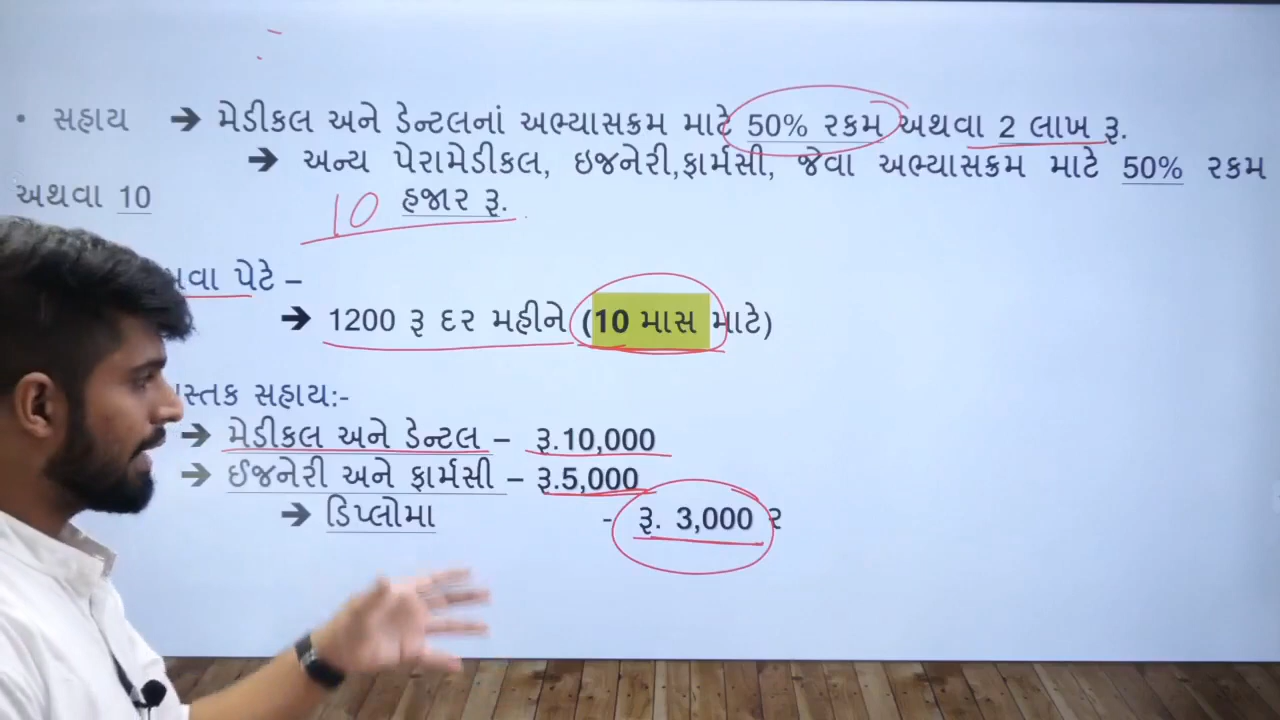 • સહાય ➔ મેડીકલ અને ડેન્ટલનાં અભ્યાસક્રમ માટે 50% રકમ અથવા 2 લાખ રૂ.
➔ અન્ય પેરામેડીકલ, ઇજનેરી,ફાર્મસી, જેવા અભ્યાસક્રમ માટે 50% રકમ
અથવા 10 10 હજાર રૂ.
પેટે –
➔ 1200 રૂ દર મહીને (10 માસ માટે)
સહાય:-
➔ મેડીકલ અને ડેન્ટલ – રૂ.10,000
➔ ઈજનેરી અને ફાર્મસી – રૂ.5,000
➔ ડિપ્લોમા - રૂ. 3,000 ર